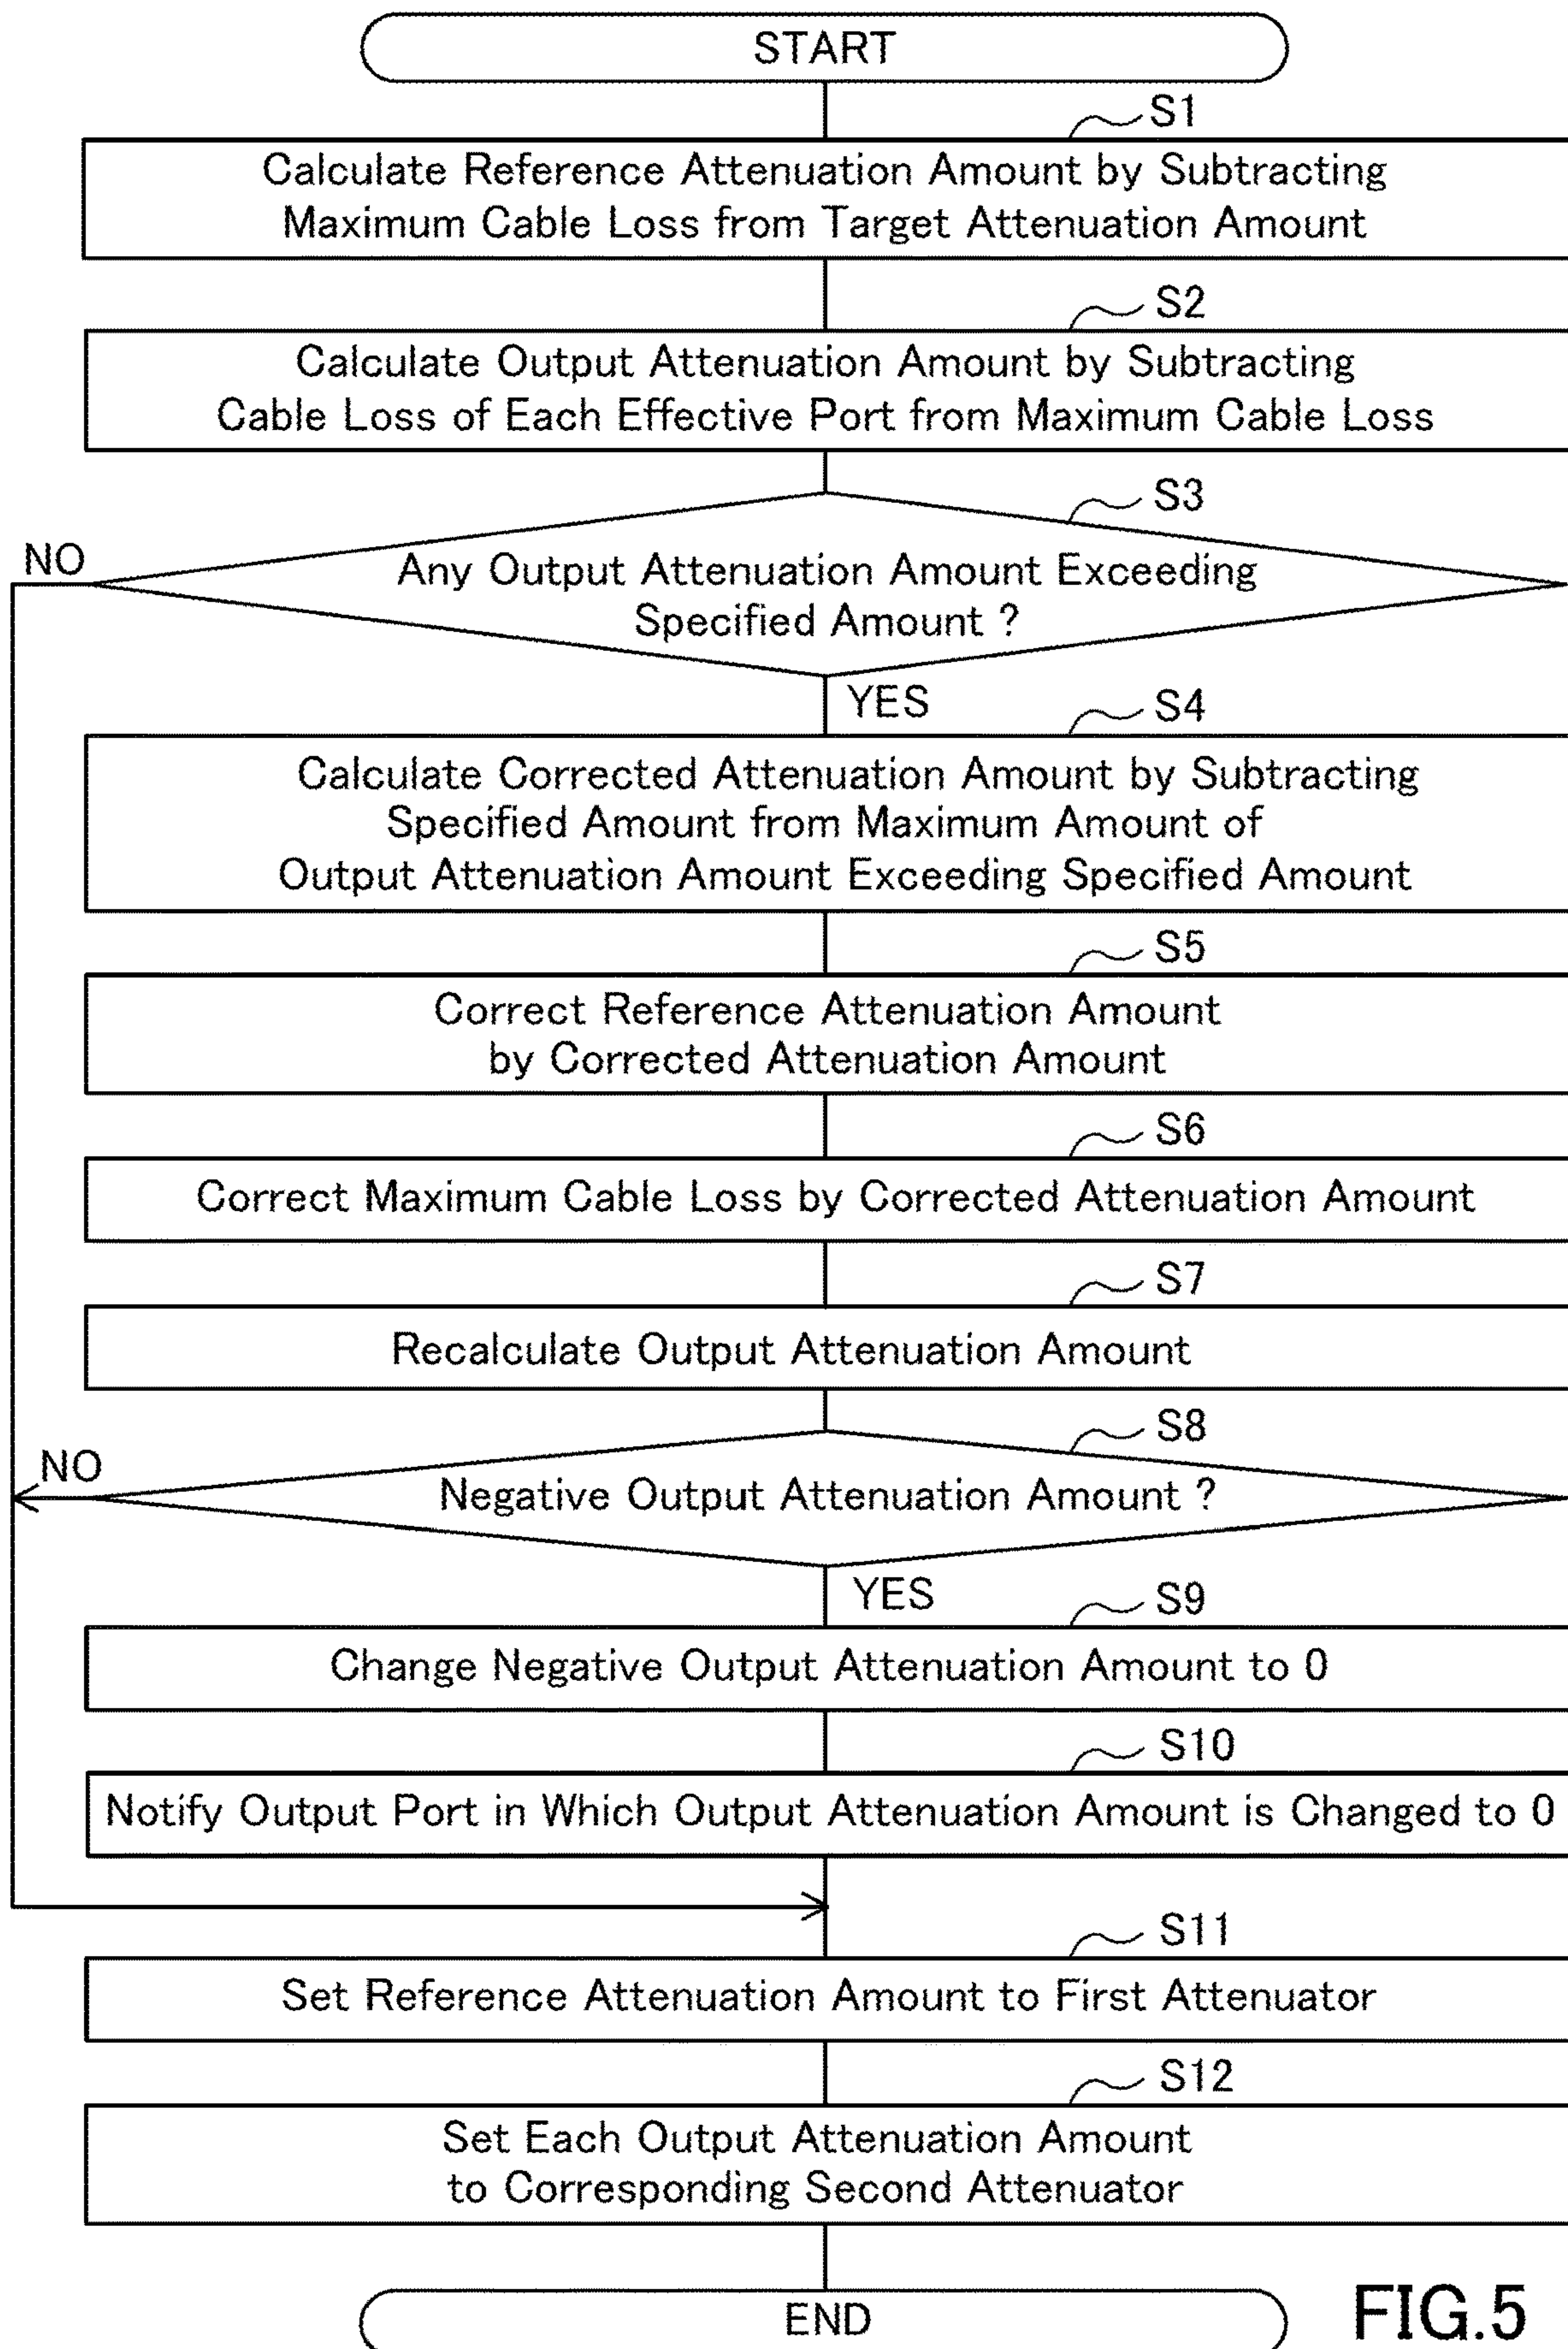 START
S1
Calculate Reference Attenuation Amount by Subtracting
Maximum Cable Loss from Target Attenuation Amount
S2
Calculate Output Attenuation Amount by Subtracting
Cable Loss of Each Effective Port from Maximum Cable Loss
S3
NO
Any Output Attenuation Amount Exceeding
Specified Amount ?
YES
S4
Calculate Corrected Attenuation Amount by Subtracting
Specified Amount from Maximum Amount of
Output Attenuation Amount Exceeding Specified Amount
S5
Correct Reference Attenuation Amount
by Corrected Attenuation Amount
S6
Correct Maximum Cable Loss by Corrected Attenuation Amount
S7
Recalculate Output Attenuation Amount
S8
NO
Negative Output Attenuation Amount ?
YES
S9
Change Negative Output Attenuation Amount to 0
S10
Notify Output Port in Which Output Attenuation Amount is Changed to 0
S11
Set Reference Attenuation Amount to First Attenuator
S12
Set Each Output Attenuation Amount
to Corresponding Second Attenuator
END
FIG.5